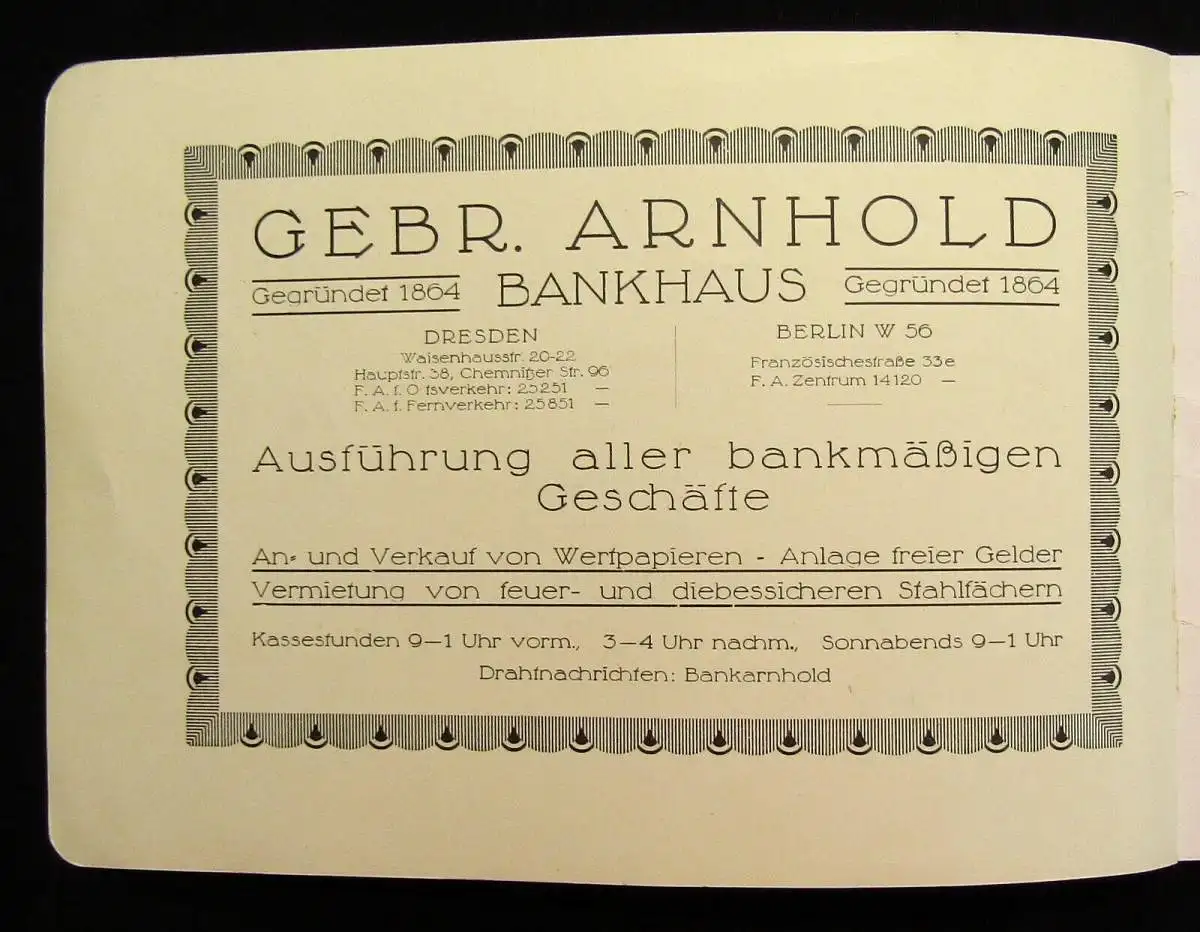 GEBR. ARNHOLD
Gegründet 1864 BANKHAUS Gegründet 1864
DRESDEN
Waisenhausstr. 20-22
Hauptstr. 38, Chemnitzer Str. 96
F. A. f. O tsverkehr: 25251 —
F. A. f. Fernverkehr: 25851 —
BERLIN W 56
Französischestraße 33e
F. A. Zentrum 14120 —
Ausführung aller bankmäßigen
Geschäfte
An- und Verkauf von Wertpapieren - Anlage freier Gelder
Vermietung von feuer- und diebessicheren Stahlfächern
Kassestunden 9—1 Uhr vorm., 3—4 Uhr nachm., Sonnabends 9—1 Uhr
Drahtnachrichten: Bankarnhold